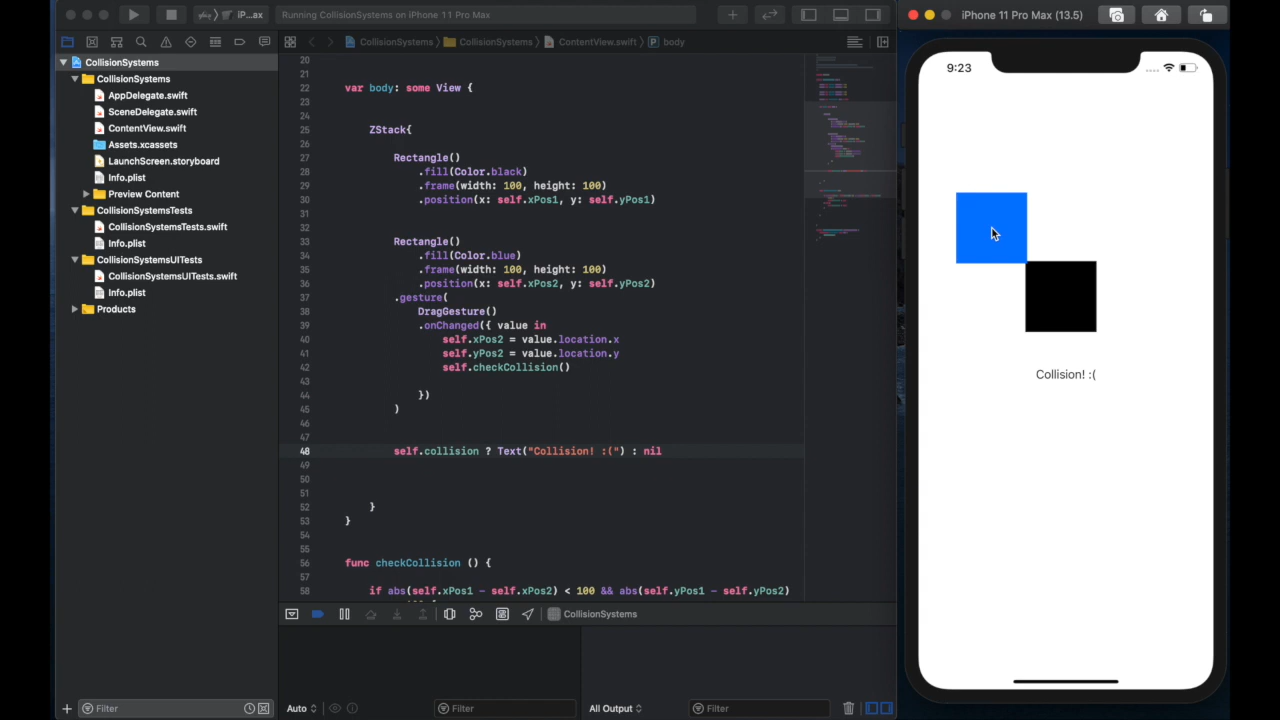 iP...ax
Running CollisionSystems on iPhone 11 Pro Max
iPhone 11 Pro Max (13.5)
CollisionSystems
CollisionSystems
ContentView.swift
body
CollisionSystems
CollisionSystems
AppDelegate.swift
SceneDelegate.swift
ContentView.swift
Assets.xcassets
LaunchScreen.storyboard
Info.plist
Preview Content
CollisionSystemsTests
CollisionSystemsTests.swift
Info.plist
CollisionSystemsUITests
CollisionSystemsUITests.swift
Info.plist
Products
20
21
22 var body: some View {
23
24
25 ZStack{
26
27 Rectangle()
28 .fill(Color.black)
29 .frame(width: 100, height: 100)
30 .position(x: self.xPos1, y: self.yPos1)
31
32
33 Rectangle()
34 .fill(Color.blue)
35 .frame(width: 100, height: 100)
36 .position(x: self.xPos2, y: self.yPos2)
37 .gesture(
38 DragGesture()
39 .onChanged({ value in
40 self.xPos2 = value.location.x
41 self.yPos2 = value.location.y
42 self.checkCollision()
43
44 })
45 )
46
47
48 self.collision ? Text("Collision! :(") : nil
49
50
51
52 }
53 }
54
55
56 func checkCollision () {
57
58 if abs(self.xPos1 - self.xPos2) < 100 && abs(self.yPos1 - self.yPos2)
CollisionSystems
Filter
Auto
Filter
All Output
Filter
9:23
Collision! :(